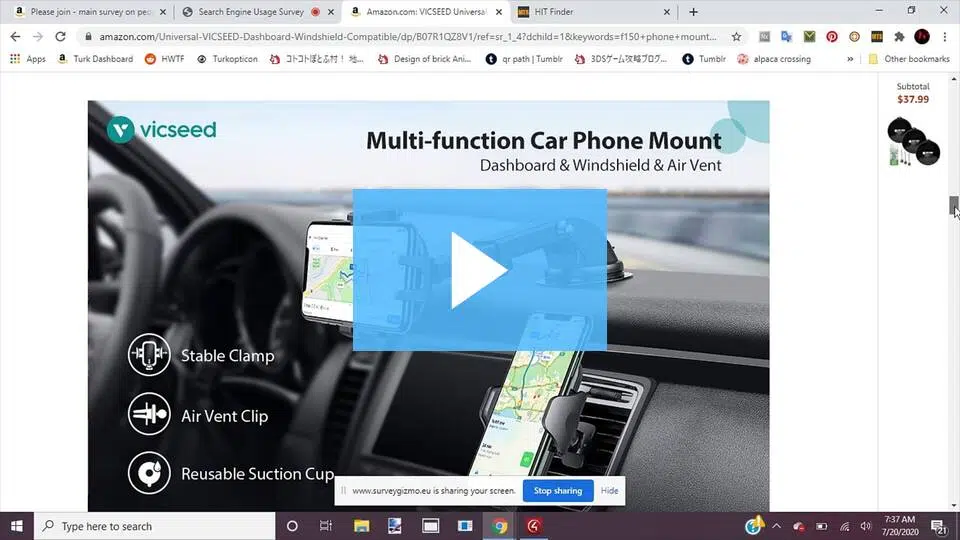 Please join - main survey on peo
Search Engine Usage Survey
Amazon.com: VICSEED Universal
HIT Finder
amazon.com/Universal-VICSEED-Dashboard-Windshield-Compatible/dp/B07R1QZ8V1/ref=sr_1_4?dchild=1&keywords=f150+phone+mount...
Apps
Turk Dashboard
HWTF
Turkopticon
コトコトぽとふ村！ 地...
Design of brick Ani...
qr path | Tumblr
3DSゲーム攻略ブログ...
Tumblr
alpaca crossing
»
Other bookmarks
Subtotal
$37.99
vicseed
Multi-function Car Phone Mount
Dashboard & Windshield & Air Vent
Stable Clamp
Air Vent Clip
Reusable Suction Cup
www.surveygizmo.eu is sharing your screen.
Stop sharing
Hide
Type here to search
7:37 AM
7/20/2020
21